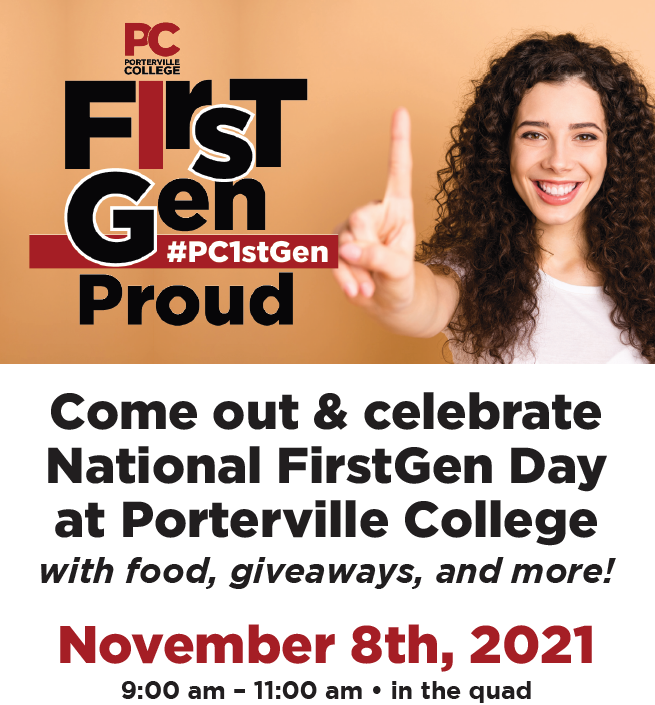 PC
PORTERVILLE
COLLEGE
FIrsT
Gen
#PC1stGen
Proud
Come out & celebrate
National FirstGen Day
at Porterville College
with food, giveaways, and more!
November 8th, 2021
9:00 am – 11:00 am • in the quad